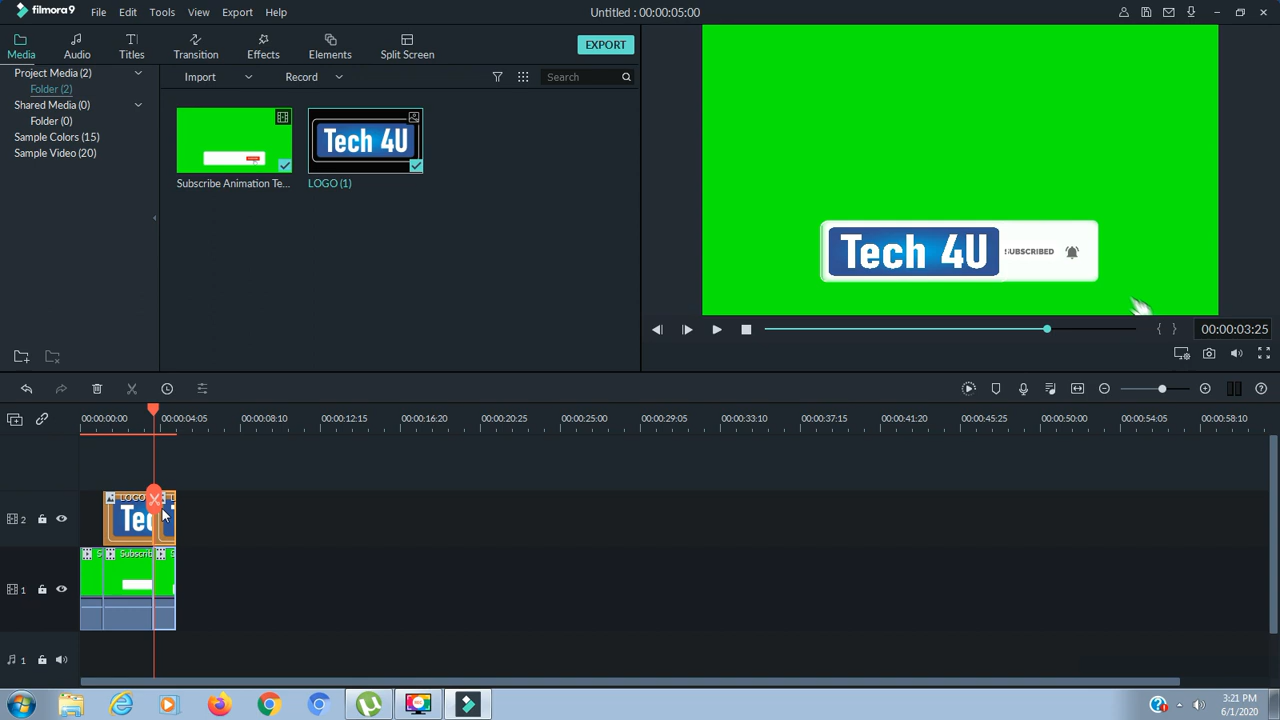 filmora9 File Edit Tools View Export Help Untitled : 00:00:05:00
Media Audio Titles Transition Effects Elements Split Screen EXPORT
Project Media (2)
Folder (2)
Shared Media (0)
Folder (0)
Sample Colors (15)
Sample Video (20)
Import Record Search
Tech 4U
Subscribe Animation Te... LOGO (1)
Tech 4U SUBSCRIBED
00:00:03:25
00:00:00:00 00:00:04:05 00:00:08:10 00:00:12:15 00:00:16:20 00:00:20:25 00:00:25:00 00:00:29:05 00:00:33:10 00:00:37:15 00:00:41:20 00:00:45:25 00:00:50:00 00:00:54:05 00:00:58:10
LOGO L
2
S Subscrib S
1
1
3:21 PM
6/1/2020